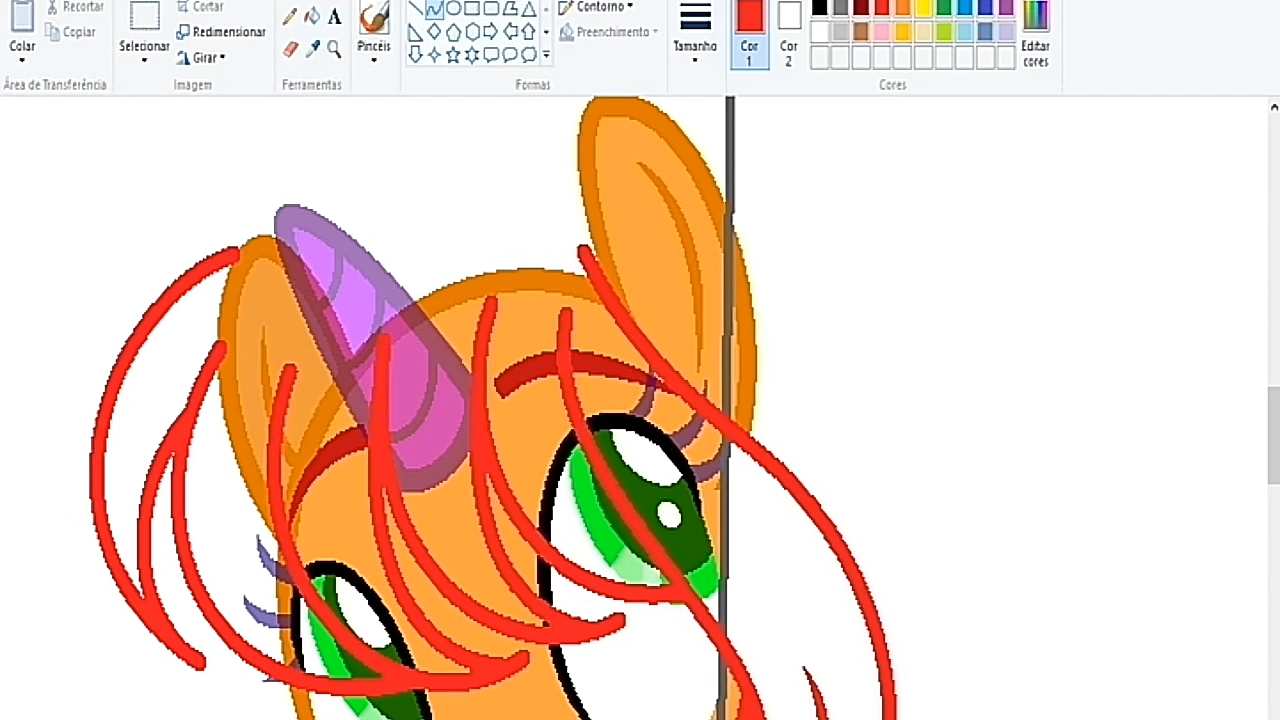 Recortar
Copiar
Colar
Área de Transferência
Selecionar
Cortar
Redimensionar
Girar
Imagem
A
Ferramentas
Pincéis
Contorno
Preenchimento
Formas
Tamanho
Cor
1
Cor
2
Editar
cores
Cores